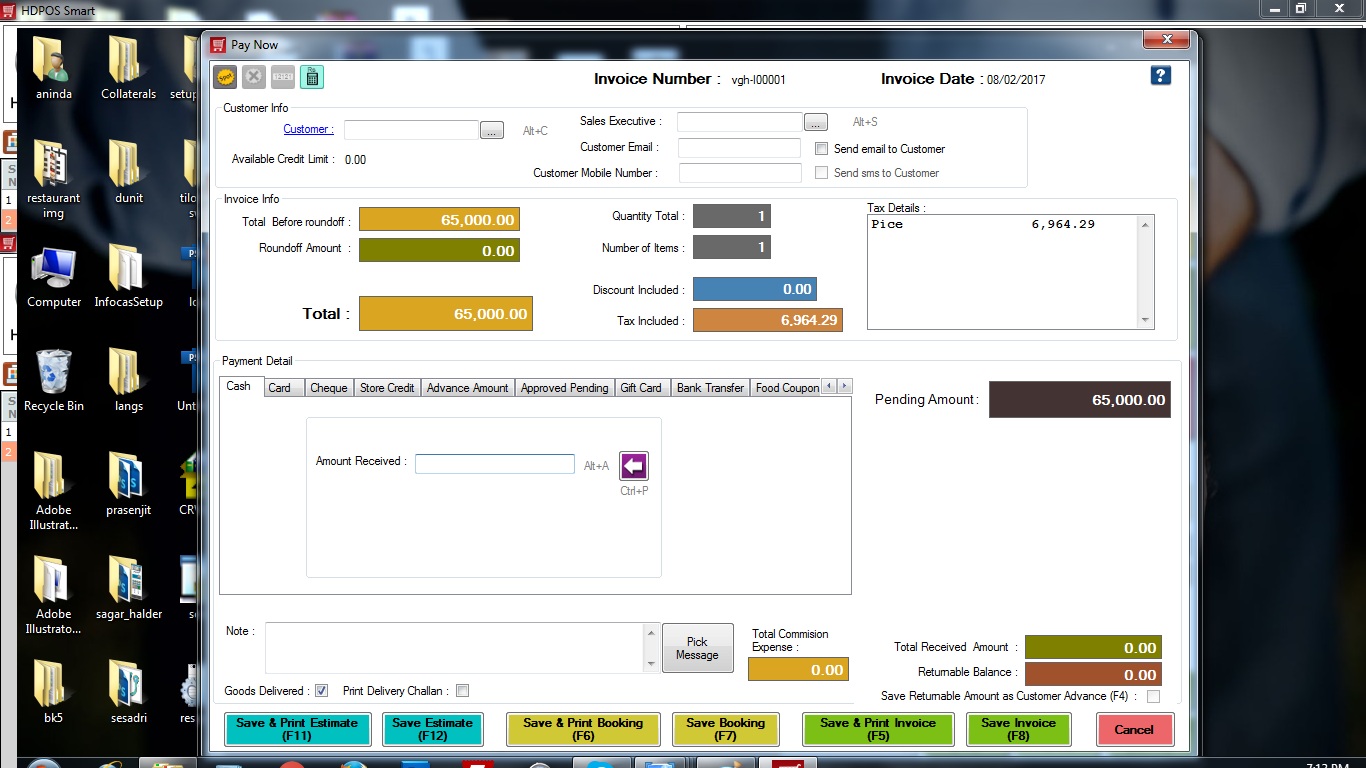 HDPOS Smart
Pay Now
Invoice Number : vgh-I00001
Invoice Date : 08/02/2017
Customer Info
Customer :
...
Alt+C
Sales Executive :
...
Alt+S
Customer Email :
Send email to Customer
Available Credit Limit : 0.00
Customer Mobile Number :
Send sms to Customer
Invoice Info
Total Before roundoff : 65,000.00
Roundoff Amount : 0.00
Total : 65,000.00
Quantity Total : 1
Number of Items : 1
Discount Included : 0.00
Tax Included : 6,964.29
Tax Details :
Pice 6,964.29
Payment Detail
Cash Card Cheque Store Credit Advance Amount Approved Pending Gift Card Bank Transfer Food Coupon
Pending Amount : 65,000.00
Amount Received :
Alt+A
Ctrl+P
Note :
Pick
Message
Total Commision
Expense :
0.00
Total Received Amount : 0.00
Returnable Balance : 0.00
Save Returnable Amount as Customer Advance (F4) :
Goods Delivered :
Print Delivery Challan :
Save & Print Estimate
(F11)
Save Estimate
(F12)
Save & Print Booking
(F6)
Save Booking
(F7)
Save & Print Invoice
(F5)
Save Invoice
(F8)
Cancel
aninda
Collaterals
setup
restaurant
img
dunit
Computer
InfocasSetup
Recycle Bin
langs
Adobe
Illustrat...
prasenjit
Adobe
Illustrato...
sagar_halder
bk5
sesadri